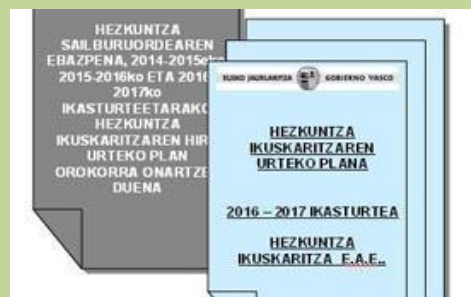 HEZKUNTZA
SAILBURUORDEAREN
EBAZPENA, 2014-2015eko
2015-2016ko ETA 2016
2017ko
IKASTURTEETARAKO
HEZKUNTZA
IKUSKARITZAREN HIR
URTEKO PLAN
OROKORRA ONARTZE
DUENA
EUSKO JAURLARITZA GOBIERNO VASCO
HEZKUNTZA
IKUSKARITZAREN
URTEKO PLANA
2016 – 2017 IKASTURTEA
HEZKUNTZA
IKUSKARITZA E.A.E..